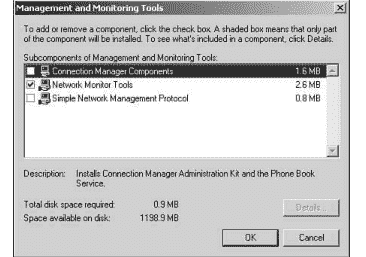 Management and Monitoring Tools
To add or remove a component, click the check box. A shaded box means that only part
of the component will be installed. To see what's included in a component, click Details.
Subcomponents of Management and Monitoring Tools:
Connection Manager Components 1.6 MB
Network Monitor Tools 2.6 MB
Simple Network Management Protocol 0.8 MB
Description: Installs Connection Manager Administration Kit and the Phone Book
Service.
Total disk space required: 0.9 MB
Space available on disk: 1198.9 MB
Details...
OK
Cancel